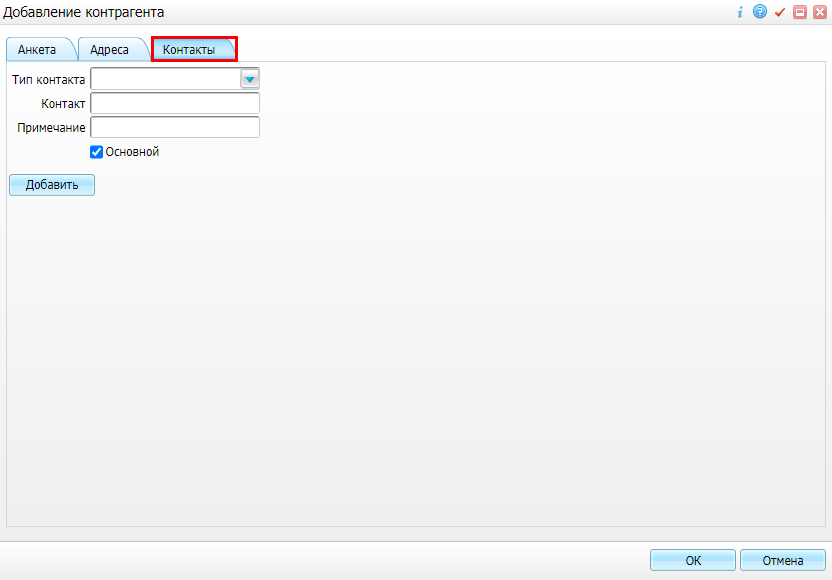 Добавление контрагента
Анкета Адреса Контакты
Тип контакта
Контакт
Примечание
Основной
Добавить
ОК Отмена